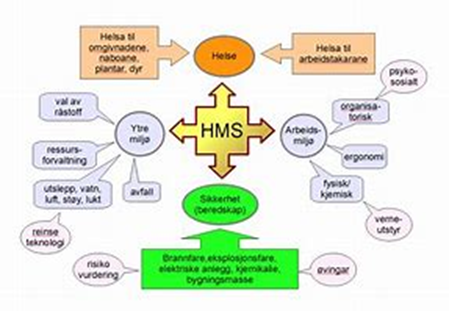 Helsa til
omgivnadene,
naboane,
plantar, dyr
Helse
Helsa til
arbeidstakarane
psyko-
sosialt
val av
råstoff
organisa-
torisk
Ytre
miljø
HMS
Arbeids-
miljø
ressurs-
forvaltning
ergonomi
utslepp, vatn,
luft, støy, lukt
avfall
fysisk/
kjemisk
Sikkerhet
(beredskap)
verne-
utstyr
reinse
teknologi
Brannfare,eksplosjonsfare,
elektriske anlegg, kjemikalie,
bygningsmasse
risiko
vurdering
øvingar